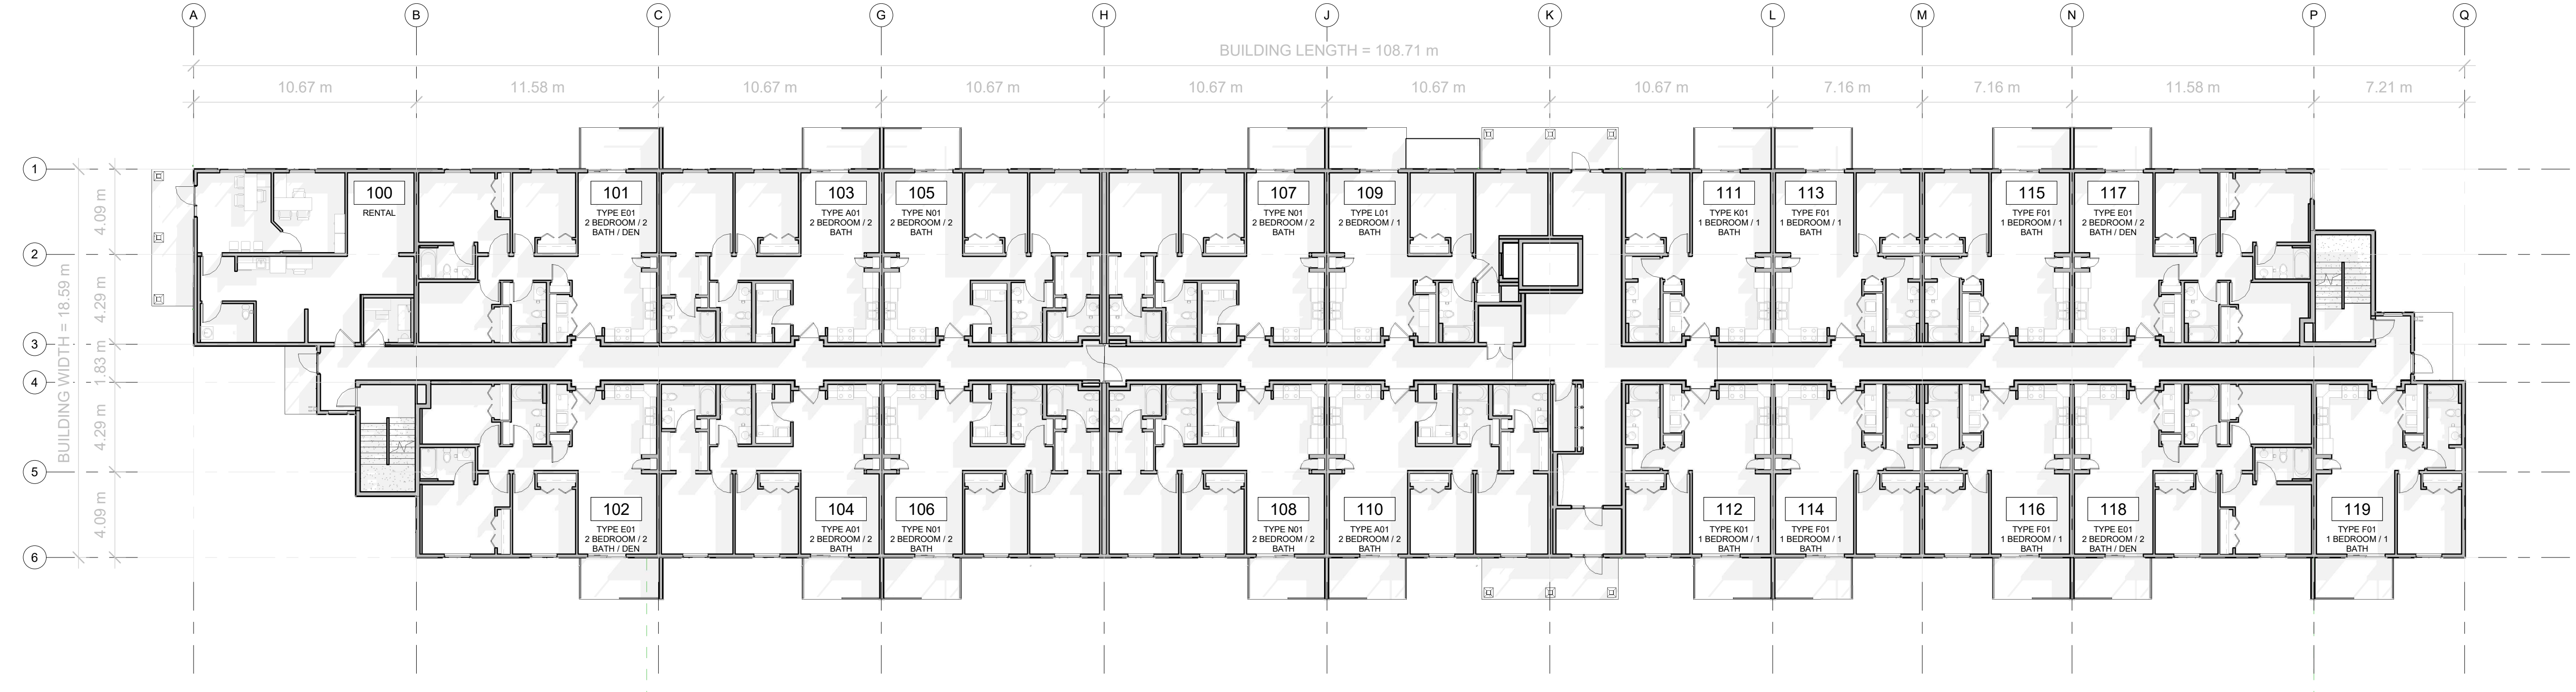 A B C G H J K L M N P Q
BUILDING LENGTH = 108.71 m
10.67 m 11.58 m 10.67 m 10.67 m 10.67 m 10.67 m 10.67 m 7.16 m 7.16 m 11.58 m 7.21 m
1
2
3
4
5
6
BUILDING WIDTH = 18.59 m
4.09 m
4.29 m
1.83 m
4.29 m
4.09 m
100
RENTAL
101
TYPE E01
2 BEDROOM / 2
BATH / DEN
103
TYPE A01
2 BEDROOM / 2
BATH
105
TYPE N01
2 BEDROOM / 2
BATH
107
TYPE N01
2 BEDROOM / 2
BATH
109
TYPE L01
2 BEDROOM / 1
BATH
111
TYPE K01
1 BEDROOM / 1
BATH
113
TYPE F01
1 BEDROOM / 1
BATH
115
TYPE F01
1 BEDROOM / 1
BATH
117
TYPE E01
2 BEDROOM / 2
BATH / DEN
102
TYPE E01
2 BEDROOM / 2
BATH / DEN
104
TYPE A01
2 BEDROOM / 2
BATH
106
TYPE N01
2 BEDROOM / 2
BATH
108
TYPE N01
2 BEDROOM / 2
BATH
110
TYPE A01
2 BEDROOM / 2
BATH
112
TYPE K01
1 BEDROOM / 1
BATH
114
TYPE F01
1 BEDROOM / 1
BATH
116
TYPE F01
1 BEDROOM / 1
BATH
118
TYPE E01
2 BEDROOM / 2
BATH / DEN
119
TYPE F01
1 BEDROOM / 1
BATH